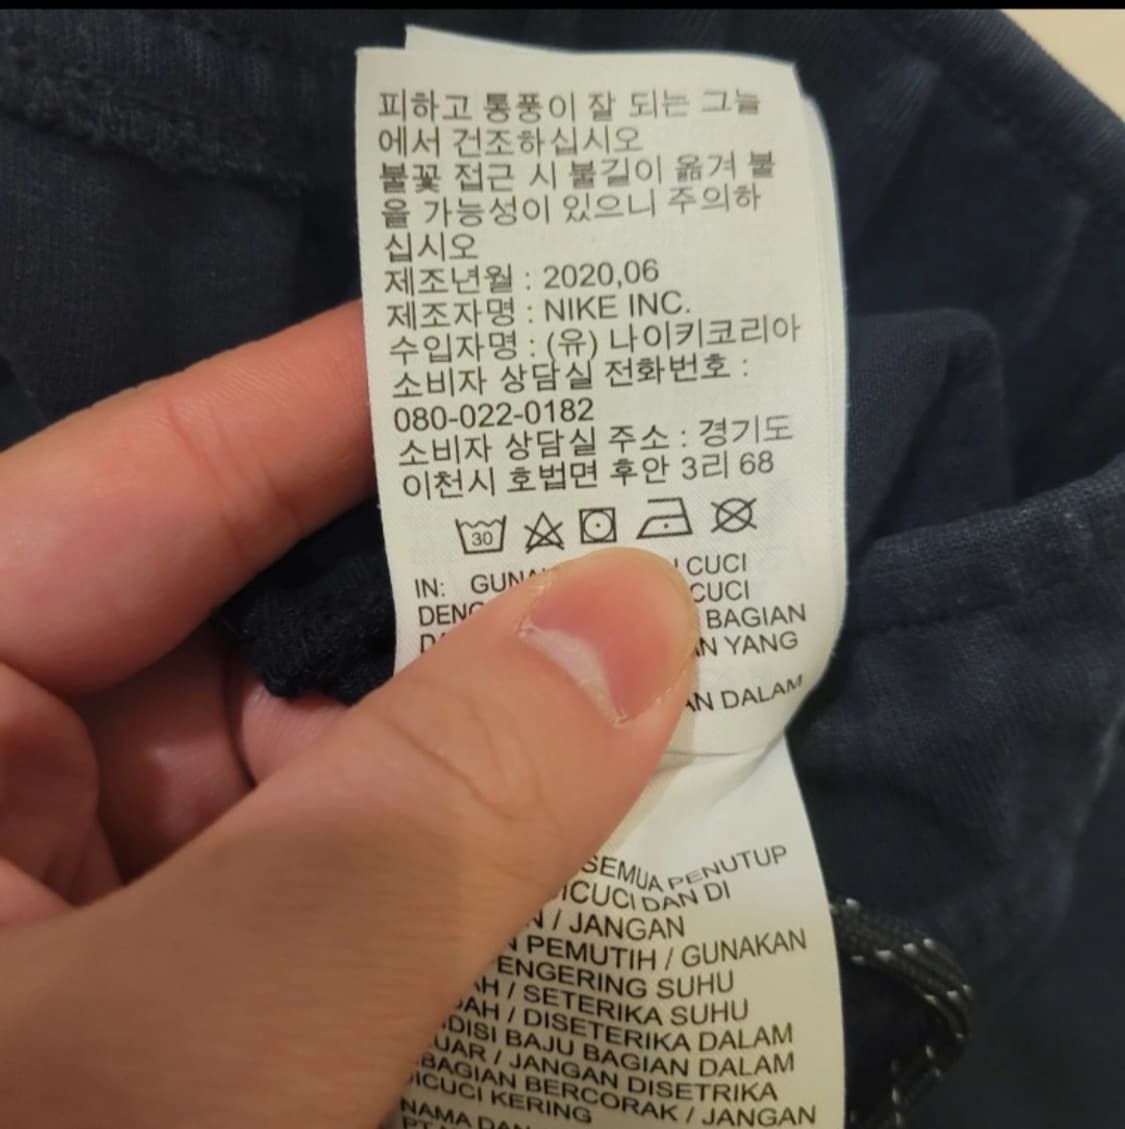 피하고 통풍이 잘 되는 그늘
에서 건조하십시오
불꽃 접근 시 불길이 옮겨 붙
을 가능성이 있으니 주의하
십시오
제조년월 : 2020,06
제조자명 : NIKE INC.
수입자명 : (유) 나이키코리아
소비자 상담실 전화번호 :
080-022-0182
소비자 상담실 주소 : 경기도
이천시 호법면 후안 3리 68
30
IN: CUCI
CUCI
BAGIAN
YANG
DALAM
SEMUA PENUTUP
DICUCI DAN DI
/ JANGAN
PEMUTIH / GUNAKAN
SUHU
/ SETERIKA SUHU
/ DISETERIKA DALAM
BAJU BAGIAN DALAM
/ JANGAN DISETRIKA
BAGIAN BERCORAK / JANGAN
DICUCI KERING
NAMA DAN